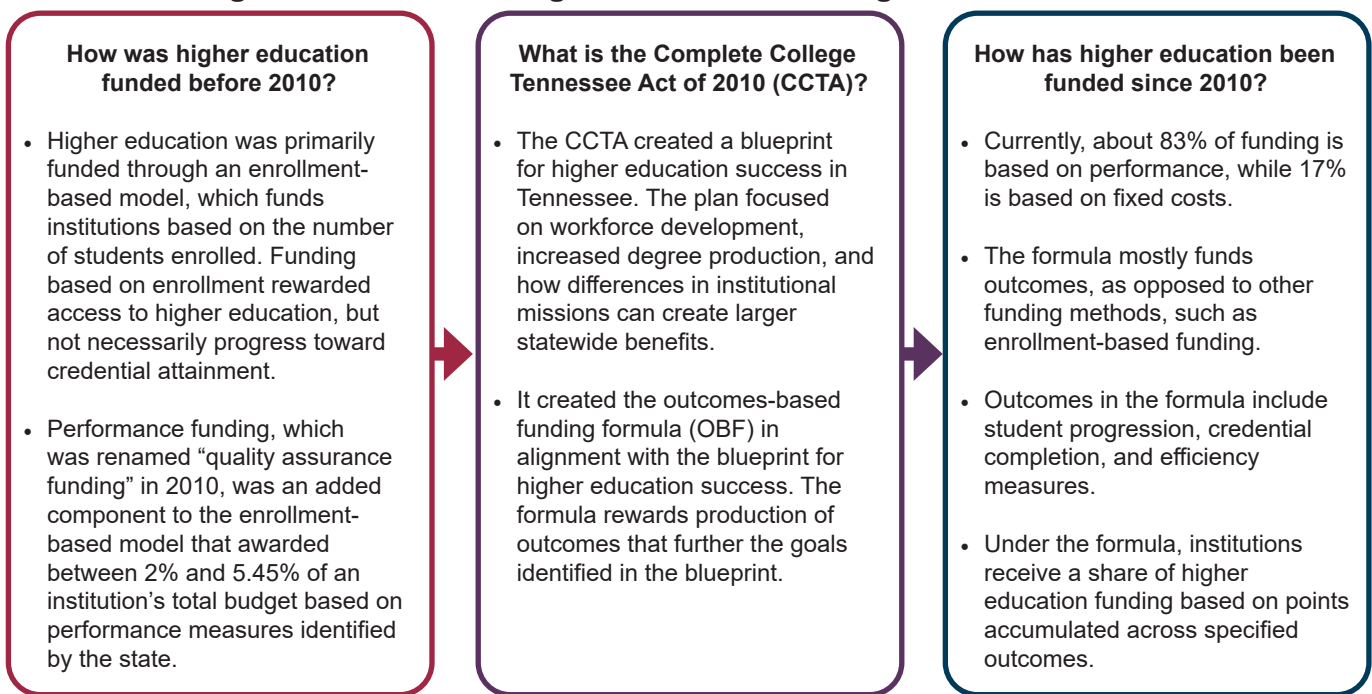 How was higher education
funded before 2010?
• Higher education was primarily
funded through an enrollment-
based model, which funds
institutions based on the number
of students enrolled. Funding
based on enrollment rewarded
access to higher education, but
not necessarily progress toward
credential attainment.
• Performance funding, which
was renamed “quality assurance
funding” in 2010, was an added
component to the enrollment-
based model that awarded
between 2% and 5.45% of an
institution’s total budget based on
performance measures identified
by the state.
What is the Complete College
Tennessee Act of 2010 (CCTA)?
• The CCTA created a blueprint
for higher education success in
Tennessee. The plan focused
on workforce development,
increased degree production, and
how differences in institutional
missions can create larger
statewide benefits.
• It created the outcomes-based
funding formula (OBF) in
alignment with the blueprint for
higher education success. The
formula rewards production of
outcomes that further the goals
identified in the blueprint.
How has higher education been
funded since 2010?
• Currently, about 83% of funding is
based on performance, while 17%
is based on fixed costs.
• The formula mostly funds
outcomes, as opposed to other
funding methods, such as
enrollment-based funding.
• Outcomes in the formula include
student progression, credential
completion, and efficiency
measures.
• Under the formula, institutions
receive a share of higher
education funding based on points
accumulated across specified
outcomes.